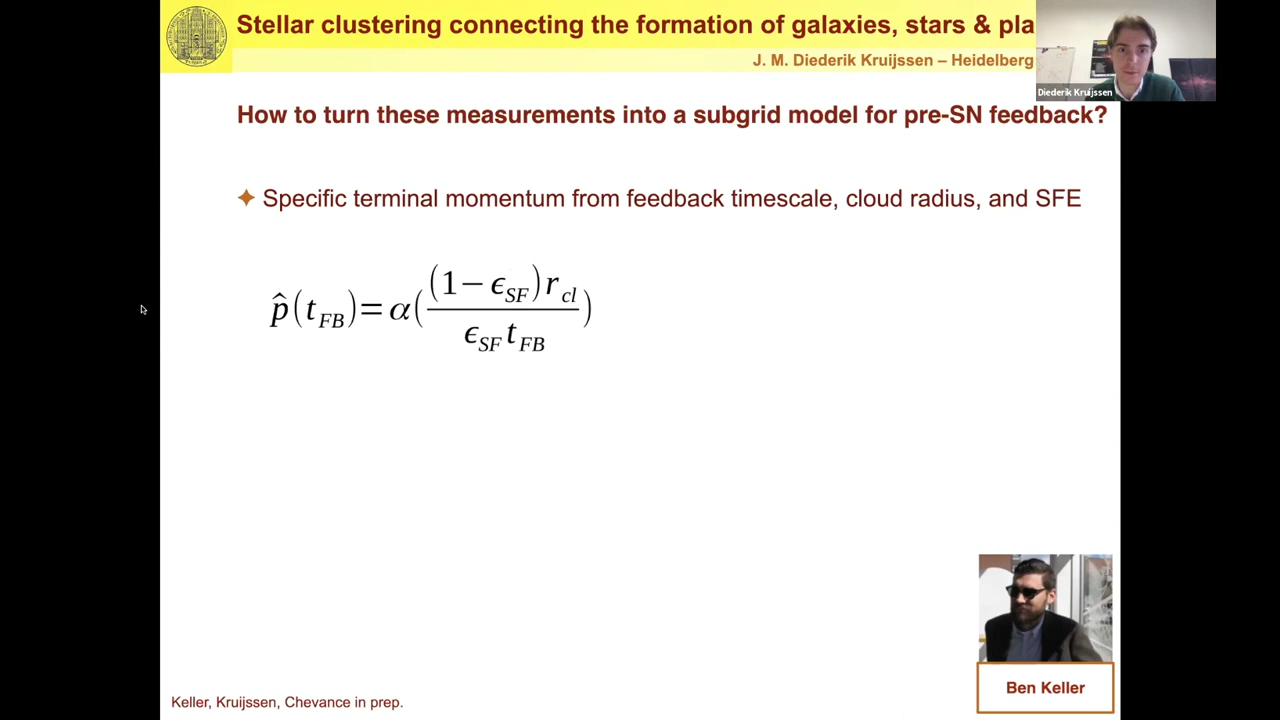 Stellar clustering connecting the formation of galaxies, stars & pla
J. M. Diederik Kruijssen – Heidelberg
Diederik Kruijssen
How to turn these measurements into a subgrid model for pre-SN feedback?
✦ Specific terminal momentum from feedback timescale, cloud radius, and SFE
p̂(t_FB)=α((1−ϵ_SF)r_cl / ϵ_SF t_FB)
Ben Keller
Keller, Kruijssen, Chevance in prep.